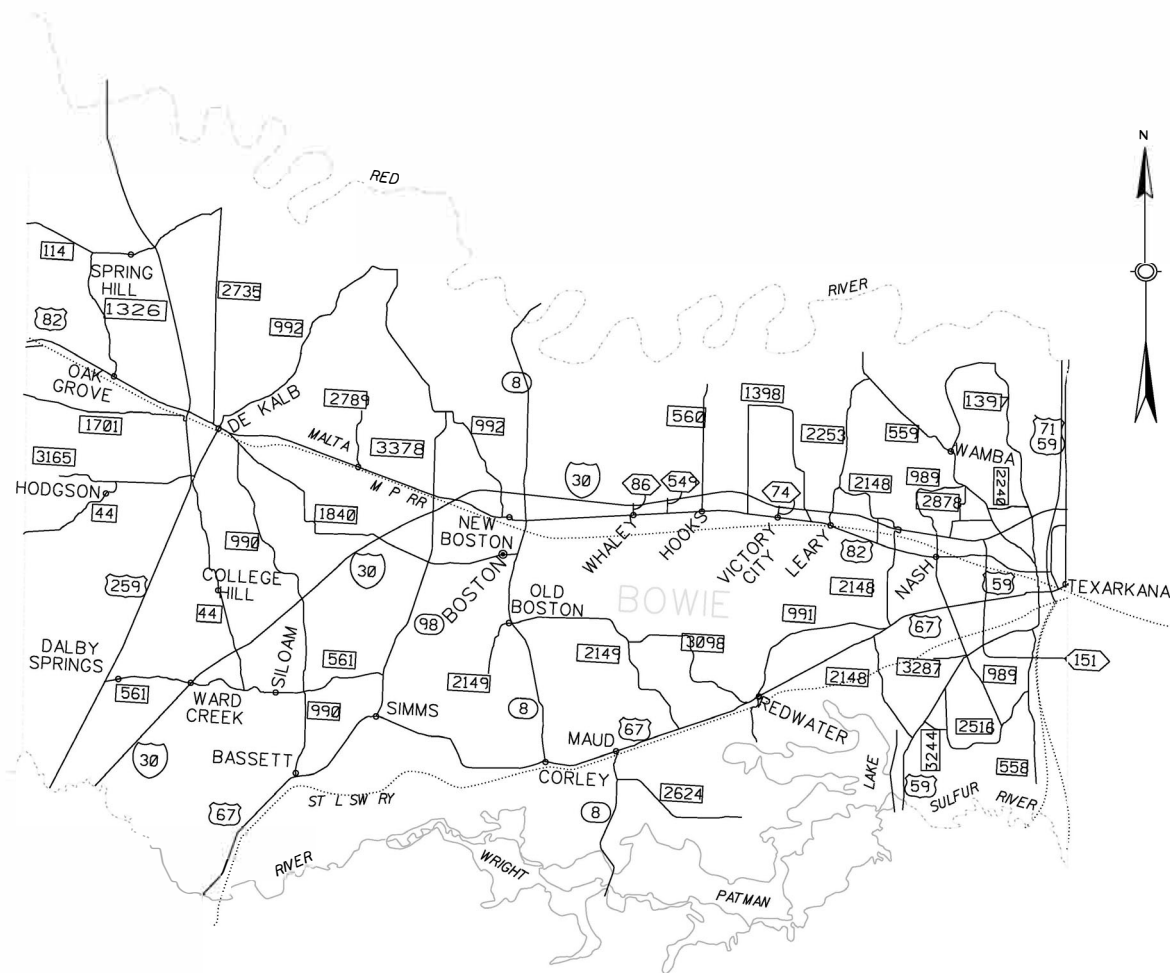 N
RED
RIVER
114
SPRING
HILL
1326
2735
82
992
OAK
GROVE
8
DE KALB
2789
MALTA
3378
992
1701
3165
HODGSON
44
M P RR
1840
NEW
BOSTON
30
86
549
560
1398
2253
559
1397
71
59
WAMBA
989
2240
2148
2878
74
WHALEY
HOOKS
VICTORY
CITY
LEARY
82
NASH
59
TEXARKANA
990
COLLEGE
HILL
30
BOSTON
OLD
BOSTON
BOWIE
2148
259
44
98
991
67
DALBY
SPRINGS
SILOAM
561
2149
2149
3098
2148
3287
989
151
561
WARD
CREEK
990
SIMMS
8
MAUD
67
REDWATER
2516
30
BASSETT
CORLEY
LAKE
3244
558
59
SULFUR
RIVER
67
ST L SW RY
8
2624
RIVER
WRIGHT
PATMAN